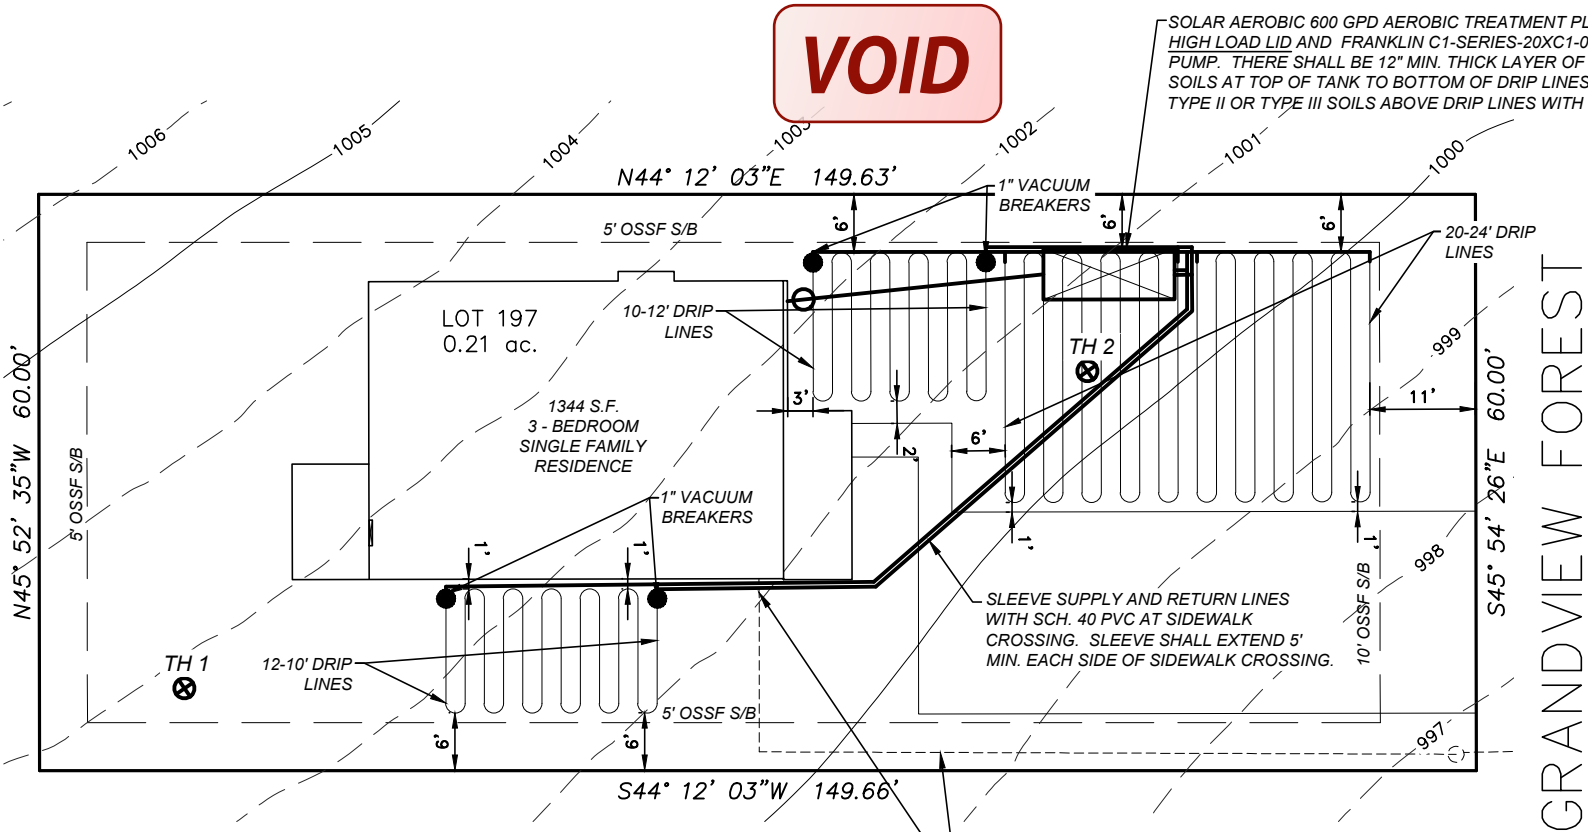 VOID
SOLAR AEROBIC 600 GPD AEROBIC TREATMENT PL
HIGH LOAD LID AND FRANKLIN C1-SERIES-20XC1-0
PUMP. THERE SHALL BE 12" MIN. THICK LAYER OF
SOILS AT TOP OF TANK TO BOTTOM OF DRIP LINES
TYPE II OR TYPE III SOILS ABOVE DRIP LINES WITH
1006
1005
1004
1003
1002
1001
1000
N44° 12' 03"E 149.63'
1" VACUUM
BREAKERS
5' OSSF S/B
6'
6'
6'
20-24' DRIP
LINES
LOT 197
0.21 ac.
10-12' DRIP
LINES
TH 2
999
1344 S.F.
3 - BEDROOM
SINGLE FAMILY
RESIDENCE
3'
11'
2'
6'
N45° 52' 35"W 60.00'
5' OSSF S/B
S45° 54' 26"E 60.00'
GRANDVIEW FOREST
1" VACUUM
BREAKERS
1'
1'
1'
1'
998
10' OSSF S/B
SLEEVE SUPPLY AND RETURN LINES
WITH SCH. 40 PVC AT SIDEWALK
CROSSING. SLEEVE SHALL EXTEND 5'
MIN. EACH SIDE OF SIDEWALK CROSSING.
TH 1
12-10' DRIP
LINES
5' OSSF S/B
6'
6'
997
S44° 12' 03"W 149.66'